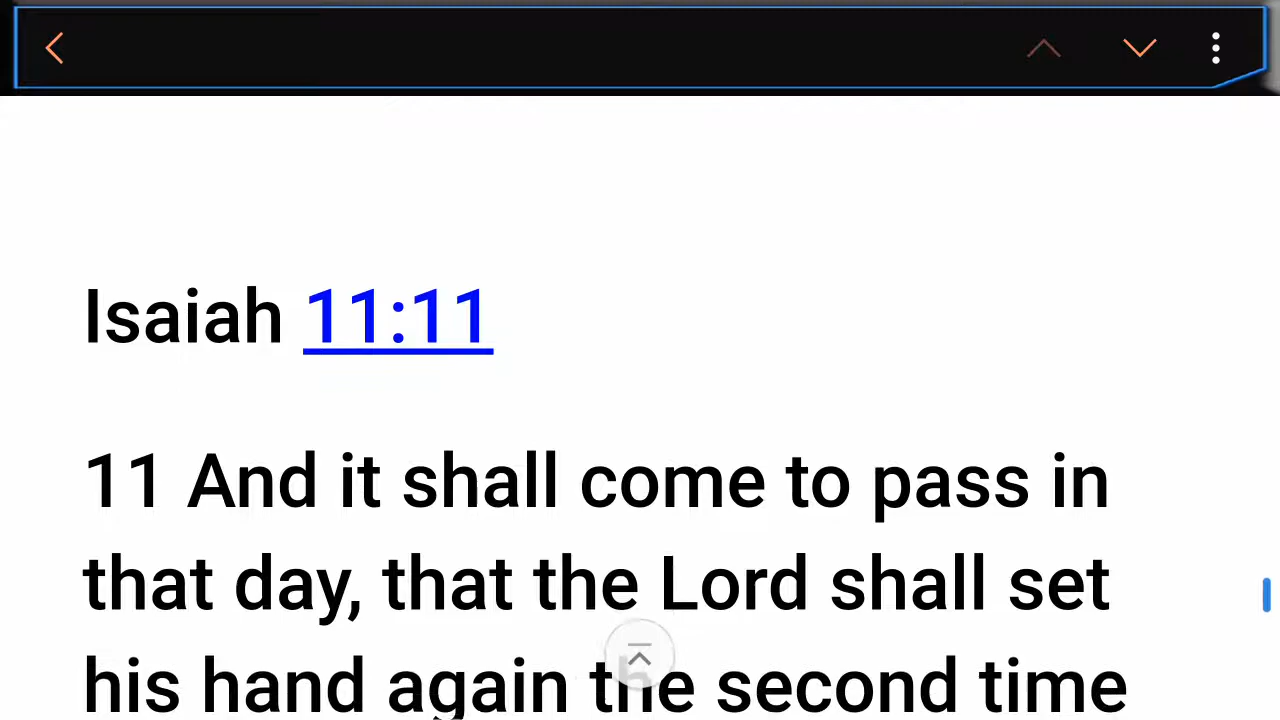 Isaiah 11:11
11 And it shall come to pass in
that day, that the Lord shall set
his hand again the second time